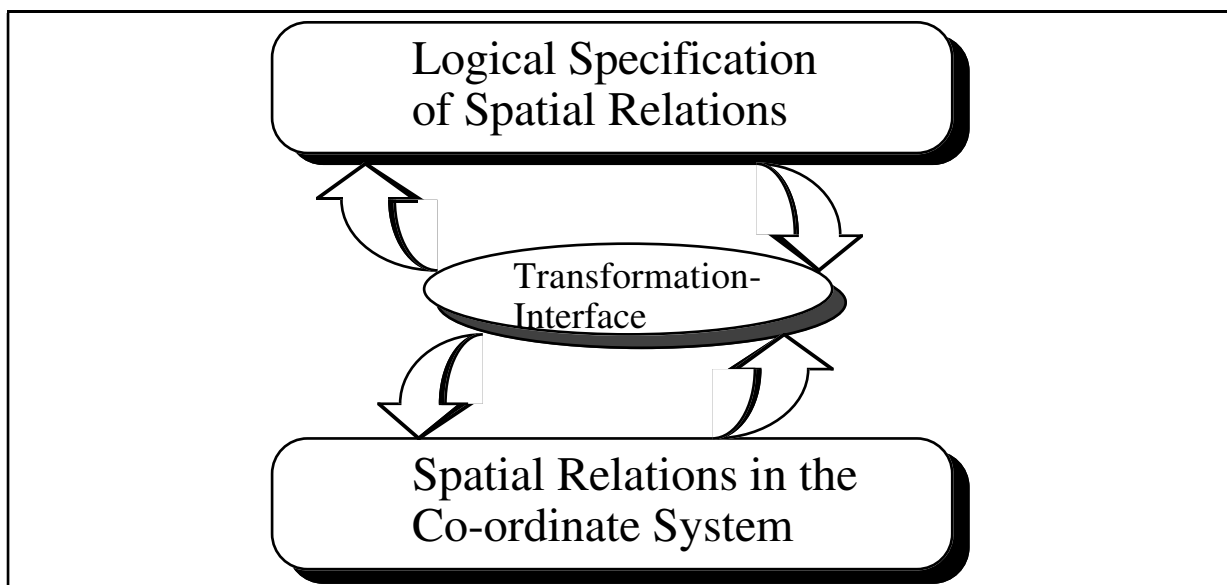 Logical Specification
of Spatial Relations
Transformation-
Interface
Spatial Relations in the
Co-ordinate System